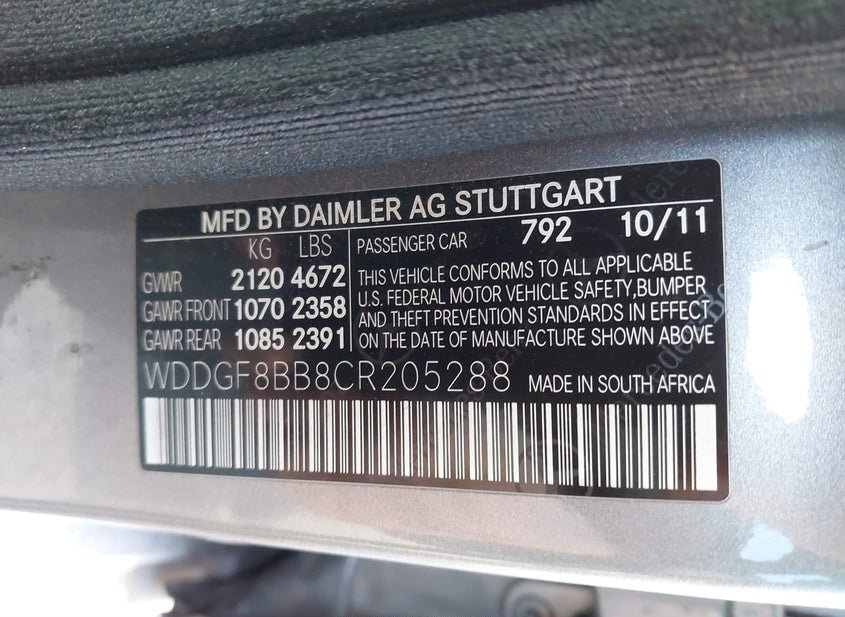 MFD BY DAIMLER AG STUTTGART
KG LBS
GVWR 2120 4672
GAWR FRONT 1070 2358
GAWR REAR 1085 2391
PASSENGER CAR 792 10/11
THIS VEHICLE CONFORMS TO ALL APPLICABLE
U.S. FEDERAL MOTOR VEHICLE SAFETY,BUMPER
AND THEFT PREVENTION STANDARDS IN EFFECT
ON THE DATE OF MANUFACTURE SHOWN ABOVE
WDDGF8BB8CR205288 MADE IN SOUTH AFRICA